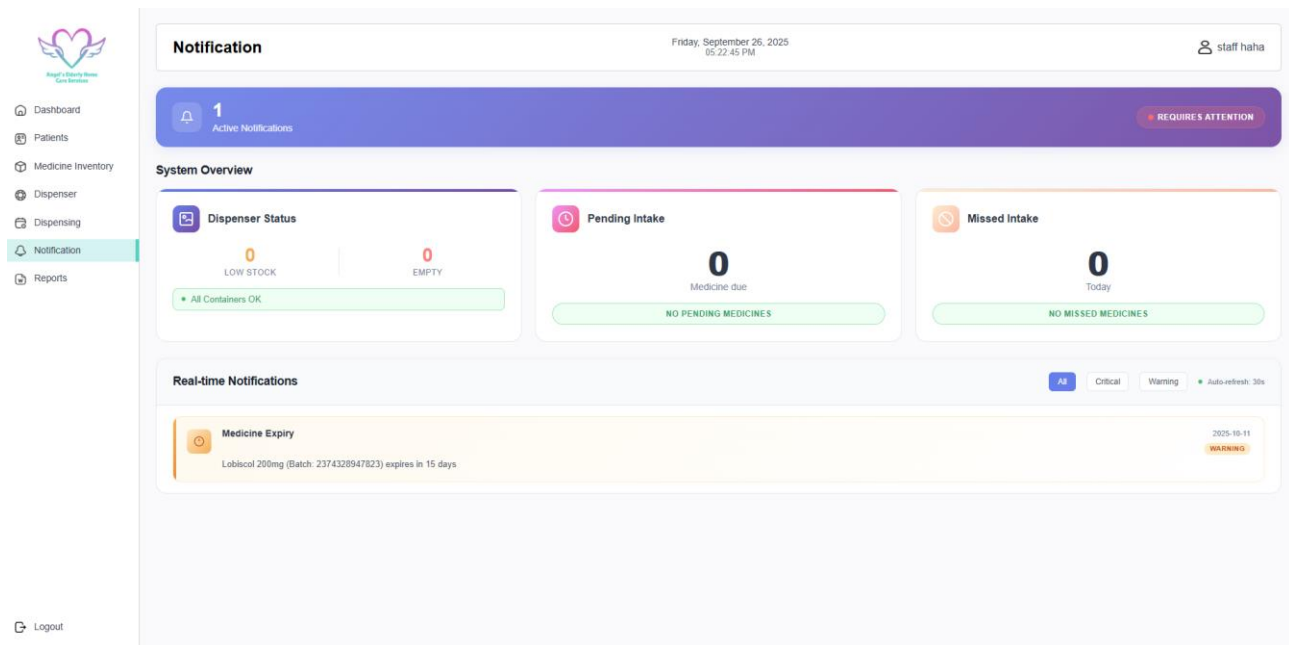 Angel's Elderly Home
Care Services
Dashboard
Patients
Medicine Inventory
Dispenser
Dispensing
Notification
Reports
Logout
Notification
Friday, September 26, 2025
05:22:45 PM
staff haha
1
Active Notifications
REQUIRES ATTENTION
System Overview
Dispenser Status
0
LOW STOCK
0
EMPTY
All Containers OK
Pending Intake
0
Medicine due
NO PENDING MEDICINES
Missed Intake
0
Today
NO MISSED MEDICINES
Real-time Notifications
All
Critical
Warning
Auto-refresh: 30s
Medicine Expiry
2025-10-11
WARNING
Lobiscol 200mg (Batch: 2374328947823) expires in 15 days